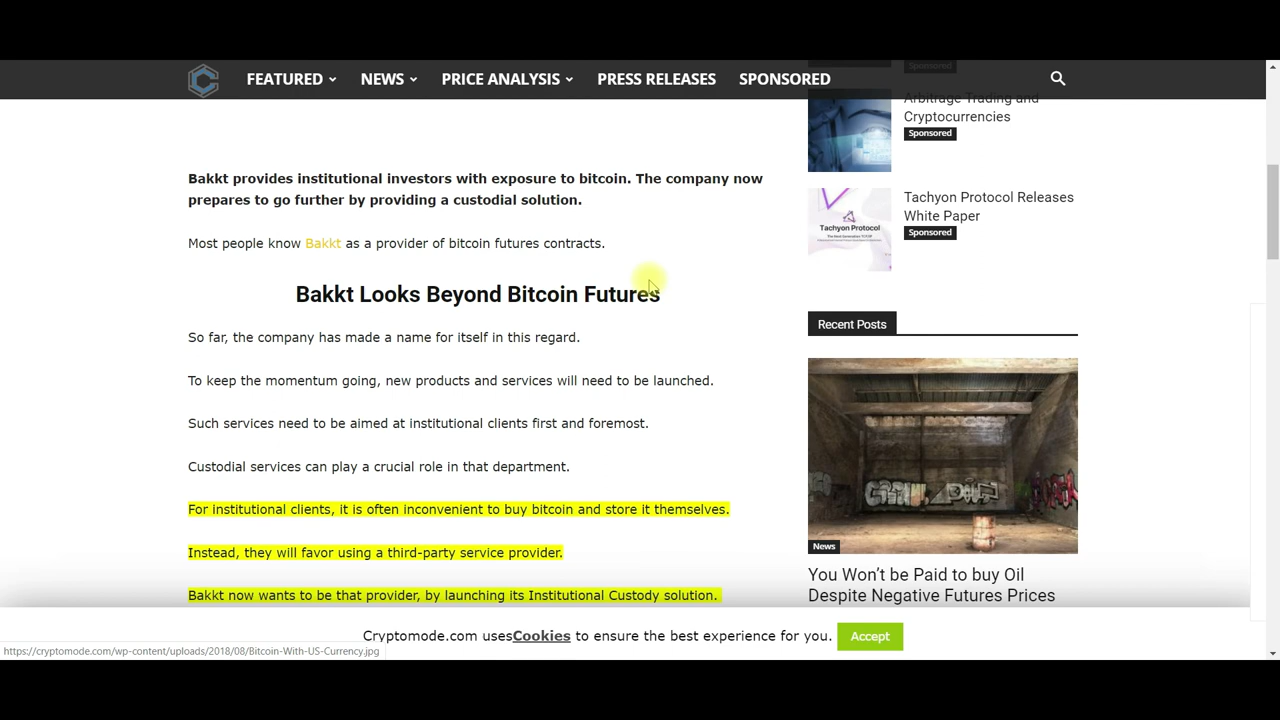 FEATURED NEWS PRICE ANALYSIS PRESS RELEASES SPONSORED
Bakkt provides institutional investors with exposure to bitcoin. The company now
prepares to go further by providing a custodial solution.
Most people know Bakkt as a provider of bitcoin futures contracts.
Bakkt Looks Beyond Bitcoin Futures
So far, the company has made a name for itself in this regard.
To keep the momentum going, new products and services will need to be launched.
Such services need to be aimed at institutional clients first and foremost.
Custodial services can play a crucial role in that department.
For institutional clients, it is often inconvenient to buy bitcoin and store it themselves.
Instead, they will favor using a third-party service provider.
Bakkt now wants to be that provider, by launching its Institutional Custody solution.
Sponsored
Arbitrage Trading and
Cryptocurrencies
Sponsored
Tachyon Protocol
Tachyon Protocol Releases
White Paper
Sponsored
Recent Posts
News
You Won’t be Paid to buy Oil
Despite Negative Futures Prices
Cryptomode.com usesCookies to ensure the best experience for you. Accept
https://cryptomode.com/wp-content/uploads/2018/08/Bitcoin-With-US-Currency.jpg